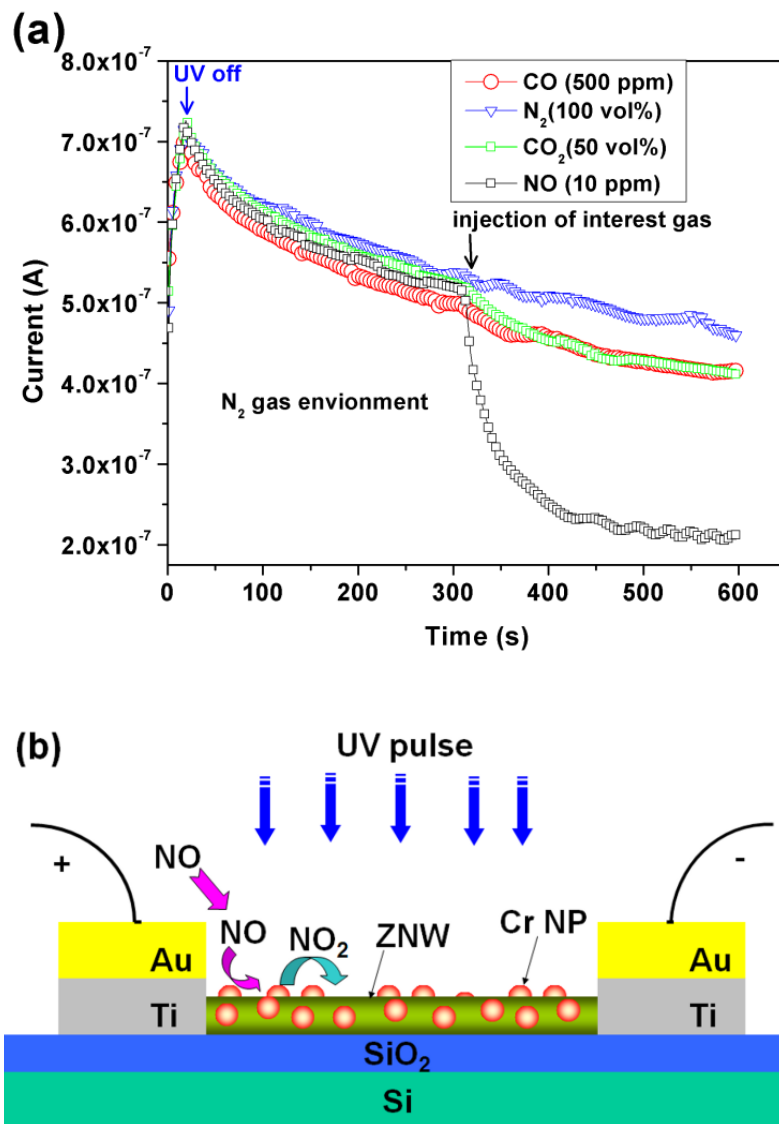 (a)
8.0x10⁻⁷
7.0x10⁻⁷
6.0x10⁻⁷
5.0x10⁻⁷
4.0x10⁻⁷
3.0x10⁻⁷
2.0x10⁻⁷
Current (A)
UV off
CO (500 ppm)
N₂(100 vol%)
CO₂(50 vol%)
NO (10 ppm)
injection of interest gas
N₂ gas envionment
0 100 200 300 400 500 600
Time (s)
(b)
UV pulse
+ NO -
NO NO₂ ZNW Cr NP
Au Au
Ti Ti
SiO₂
Si